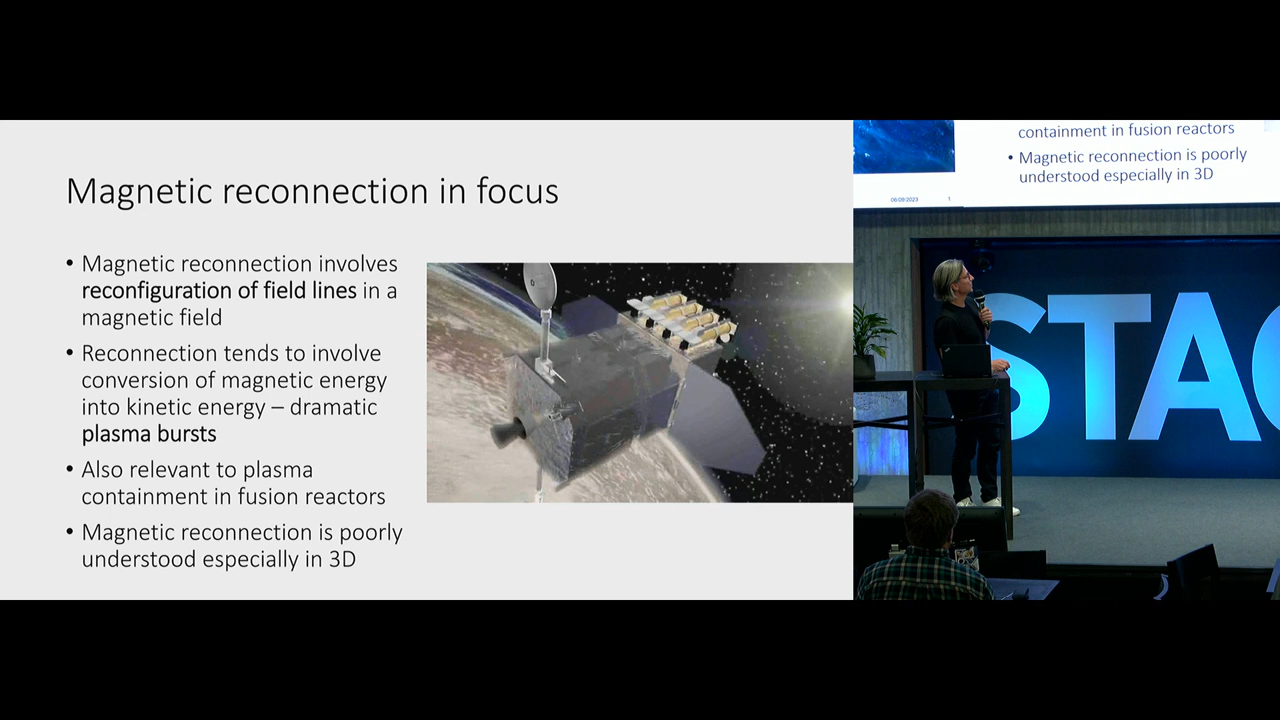 Magnetic reconnection in focus
• Magnetic reconnection involves
reconfiguration of field lines in a
magnetic field
• Reconnection tends to involve
conversion of magnetic energy
into kinetic energy – dramatic
plasma bursts
• Also relevant to plasma
containment in fusion reactors
• Magnetic reconnection is poorly
understood especially in 3D
containment in fusion reactors
• Magnetic reconnection is poorly
understood especially in 3D
06/09/2023 1
STAG